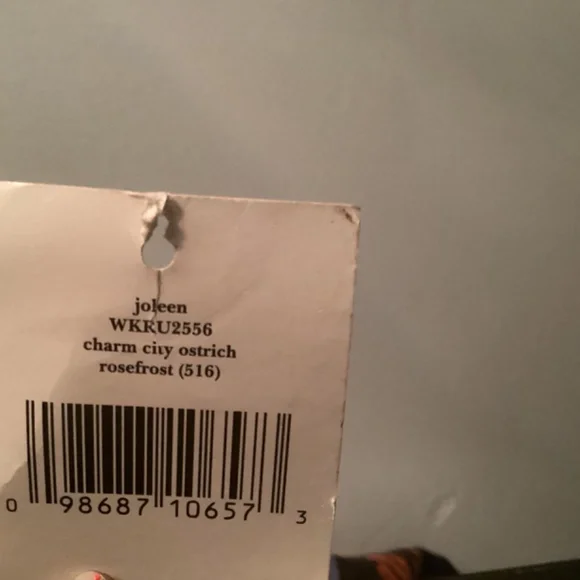 joleen
WKRU2556
charm city ostrich
rosefrost (516)
0 98687 10657 3